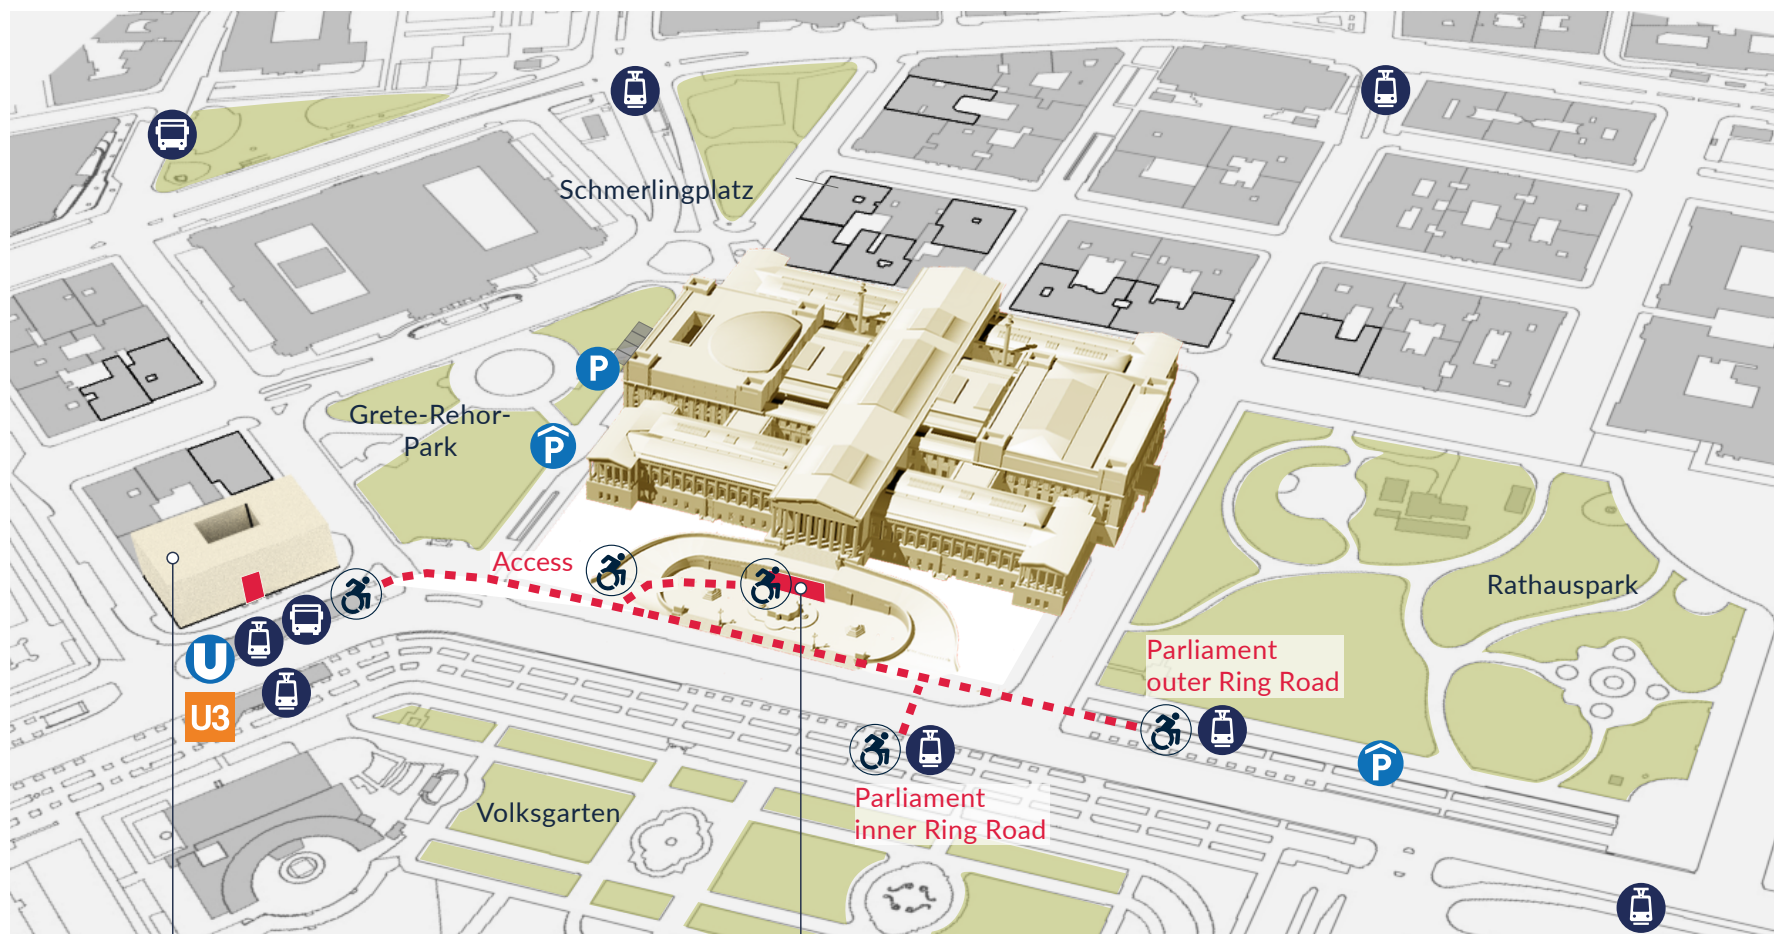 Schmerlingplatz
P
Grete-Rehor-
Park
P
Access
Rathauspark
U
U3
Parliament
outer Ring Road
P
Parliament
inner Ring Road
Volksgarten